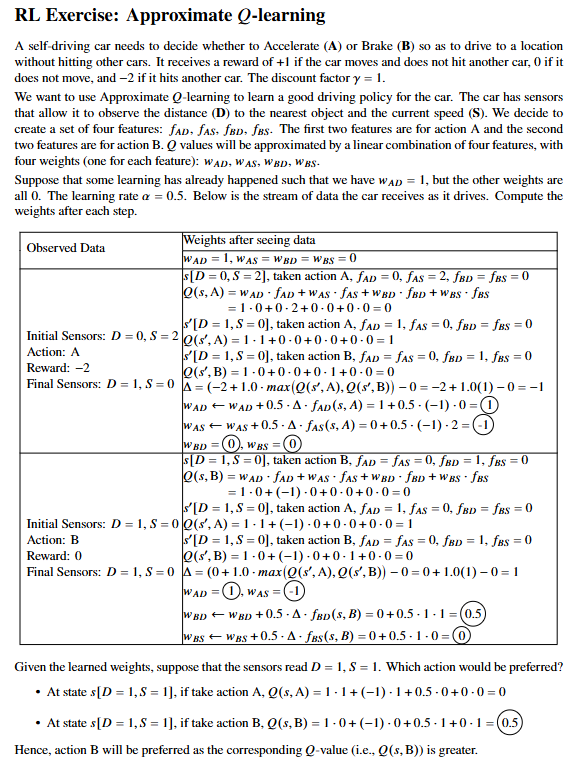 RL Exercise: Approximate Q-learning
A self-driving car needs to decide whether to Accelerate (A) or Brake (B) so as to drive to a location
without hitting other cars. It receives a reward of +1 if the car moves and does not hit another car, 0 if it
does not move, and −2 if it hits another car. The discount factor γ = 1.
We want to use Approximate Q-learning to learn a good driving policy for the car. The car has sensors
that allow it to observe the distance (D) to the nearest object and the current speed (S). We decide to
create a set of four features: f_AD, f_AS, f_BD, f_BS. The first two features are for action A and the second
two features are for action B. Q values will be approximated by a linear combination of four features, with
four weights (one for each feature): w_AD, w_AS, w_BD, w_BS.
Suppose that some learning has already happened such that we have w_AD = 1, but the other weights are
all 0. The learning rate α = 0.5. Below is the stream of data the car receives as it drives. Compute the
weights after each step.
Observed Data
Weights after seeing data
w_AD = 1, w_AS = w_BD = w_BS = 0
Initial Sensors: D = 0, S = 2
Action: A
Reward: −2
Final Sensors: D = 1, S = 0
s[D = 0, S = 2], taken action A, f_AD = 0, f_AS = 2, f_BD = f_BS = 0
Q(s, A) = w_AD · f_AD + w_AS · f_AS + w_BD · f_BD + w_BS · f_BS
= 1 · 0 + 0 · 2 + 0 · 0 + 0 · 0 = 0
s′[D = 1, S = 0], taken action A, f_AD = 1, f_AS = 0, f_BD = f_BS = 0
Q(s′, A) = 1 · 1 + 0 · 0 + 0 · 0 + 0 · 0 = 1
s′[D = 1, S = 0], taken action B, f_AD = f_AS = 0, f_BD = 1, f_BS = 0
Q(s′, B) = 1 · 0 + 0 · 0 + 0 · 1 + 0 · 0 = 0
Δ = (−2 + 1.0 · max(Q(s′, A), Q(s′, B)) − 0 = −2 + 1.0(1) − 0 = −1
w_AD ← w_AD + 0.5 · Δ · f_AD(s, A) = 1 + 0.5 · (−1) · 0 = 1
w_AS ← w_AS + 0.5 · Δ · f_AS(s, A) = 0 + 0.5 · (−1) · 2 = -1
w_BD = 0, w_BS = 0
Initial Sensors: D = 1, S = 0
Action: B
Reward: 0
Final Sensors: D = 1, S = 0
s[D = 1, S = 0], taken action B, f_AD = f_AS = 0, f_BD = 1, f_BS = 0
Q(s, B) = w_AD · f_AD + w_AS · f_AS + w_BD · f_BD + w_BS · f_BS
= 1 · 0 + (−1) · 0 + 0 · 0 + 0 · 0 = 0
s′[D = 1, S = 0], taken action A, f_AD = 1, f_AS = 0, f_BD = f_BS = 0
Q(s′, A) = 1 · 1 + (−1) · 0 + 0 · 0 + 0 · 0 = 1
s′[D = 1, S = 0], taken action B, f_AD = f_AS = 0, f_BD = 1, f_BS = 0
Q(s′, B) = 1 · 0 + (−1) · 0 + 0 · 1 + 0 · 0 = 0
Δ = (0 + 1.0 · max(Q(s′, A), Q(s′, B)) − 0 = 0 + 1.0(1) − 0 = 1
w_AD = 1, w_AS = -1
w_BD ← w_BD + 0.5 · Δ · f_BD(s, B) = 0 + 0.5 · 1 · 1 = 0.5
w_BS ← w_BS + 0.5 · Δ · f_BS(s, B) = 0 + 0.5 · 1 · 0 = 0
Given the learned weights, suppose that the sensors read D = 1, S = 1. Which action would be preferred?
• At state s[D = 1, S = 1], if take action A, Q(s, A) = 1 · 1 + (−1) · 1 + 0.5 · 0 + 0 · 0 = 0
• At state s[D = 1, S = 1], if take action B, Q(s, B) = 1 · 0 + (−1) · 0 + 0.5 · 1 + 0 · 1 = 0.5
Hence, action B will be preferred as the corresponding Q-value (i.e., Q(s, B)) is greater.